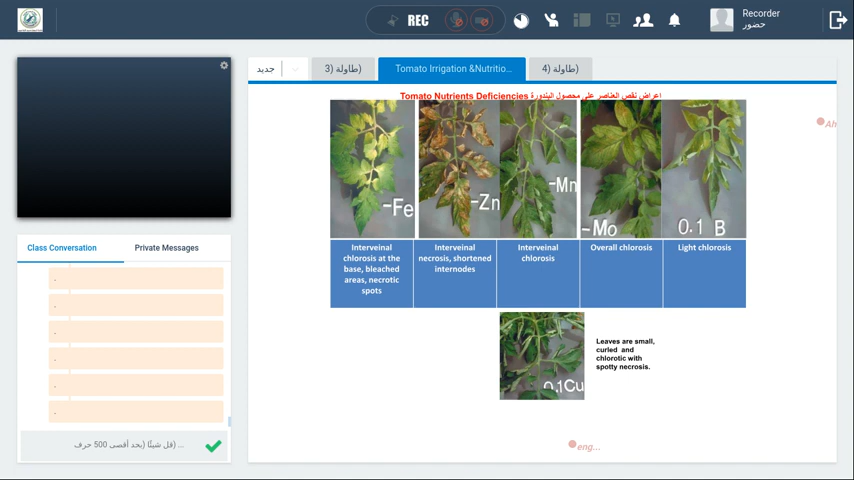 REC
Recorder
حضور
جديد
(طاولة (3
Tomato Irrigation &Nutritio...
(طاولة (4
اعراض نقص العناصر على محصول البندورة Tomato Nutrients Deficiencies
Ah
-Fe
-Zn
-Mn
-Mo
0.1 B
Interveinal
chlorosis at the
base, bleached
areas, necrotic
spots
Interveinal
necrosis, shortened
internodes
Interveinal
chlorosis
Overall chlorosis
Light chlorosis
0.1Cu
Leaves are small,
curled and
chlorotic with
spotty necrosis.
eng...
Class Conversation
Private Messages
.
.
.
.
.
.
... (قل شيئًا (بحد أقصى 500 حرف